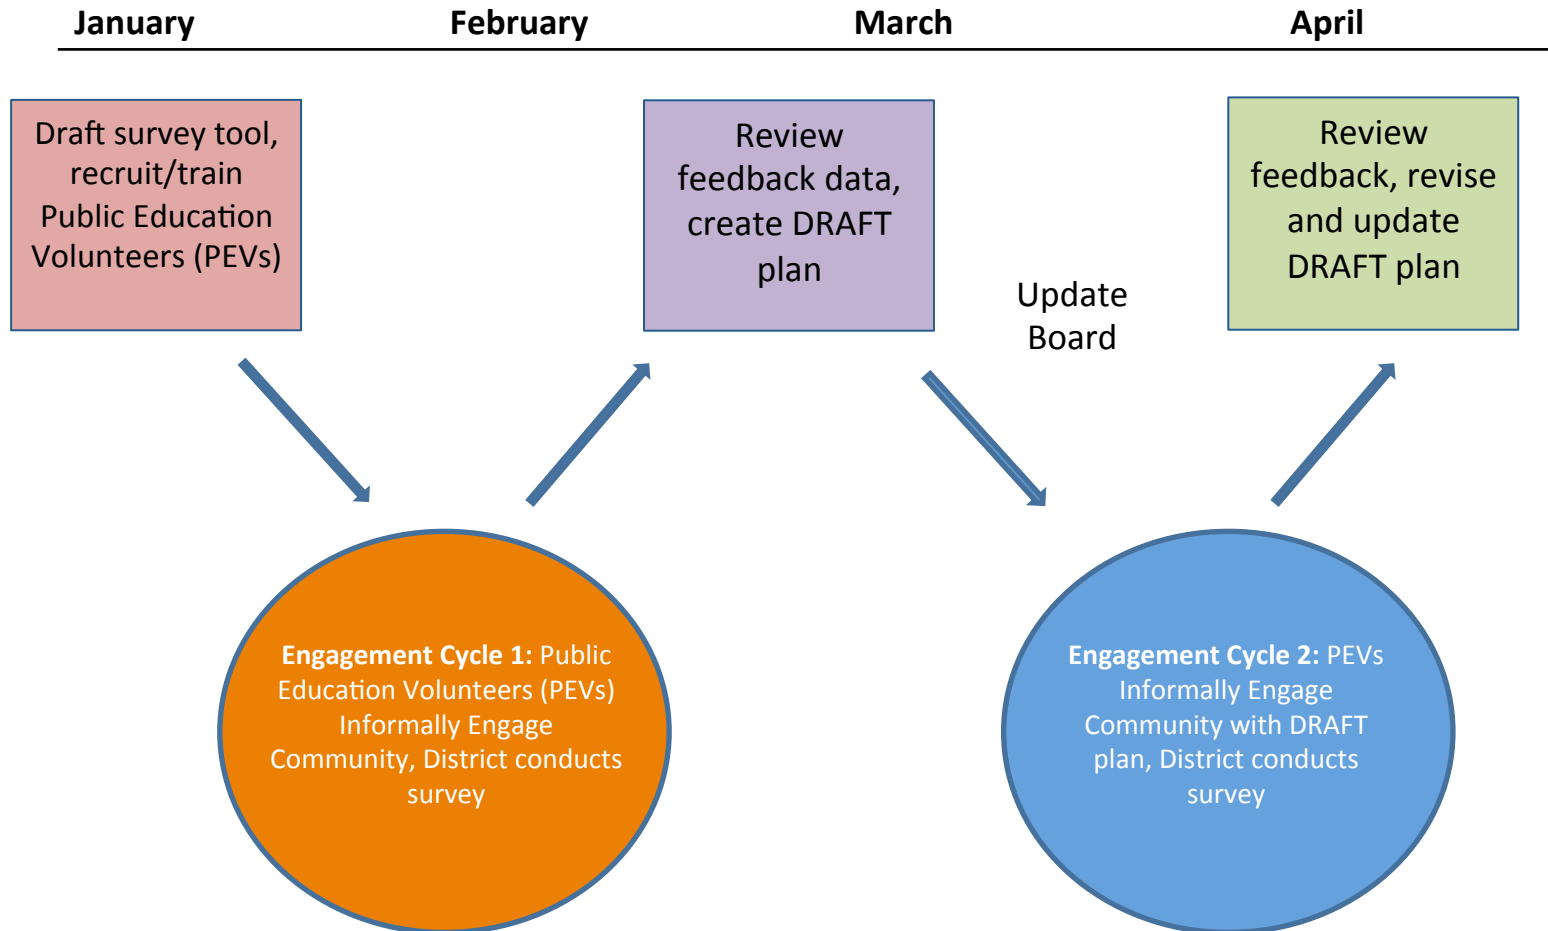 January
February
March
April
Draft survey tool,
recruit/train
Public Education
Volunteers (PEVs)
Review
feedback data,
create DRAFT
plan
Update
Board
Review
feedback, revise
and update
DRAFT plan
Engagement Cycle 1: Public
Education Volunteers (PEVs)
Informally Engage
Community, District conducts
survey
Engagement Cycle 2: PEVs
Informally Engage
Community with DRAFT
plan, District conducts
survey